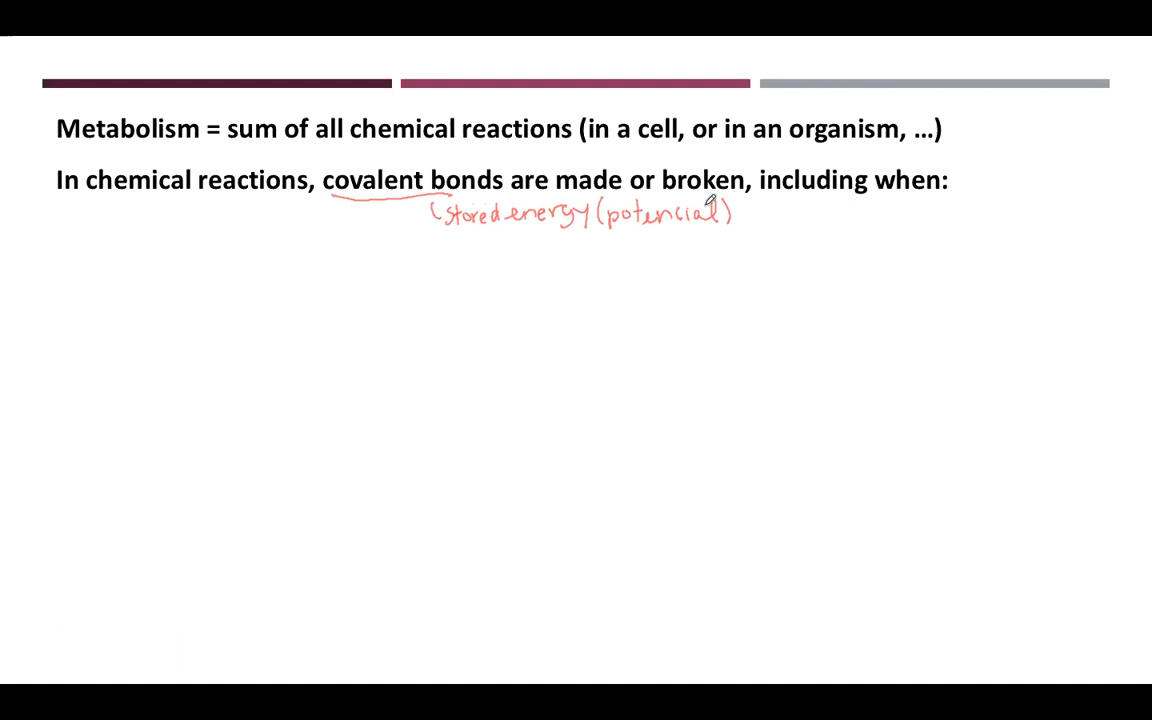 Metabolism = sum of all chemical reactions (in a cell, or in an organism, …)
In chemical reactions, covalent bonds are made or broken, including when:
(stored energy (potencial)